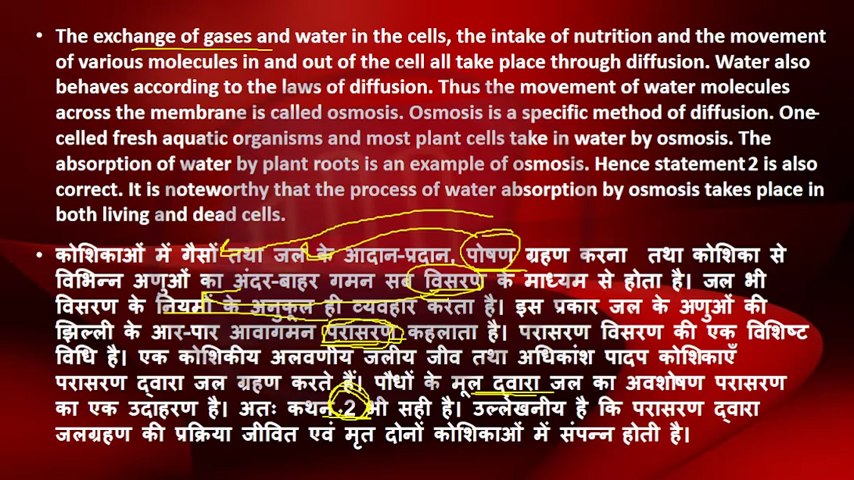 • The exchange of gases and water in the cells, the intake of nutrition and the movement
of various molecules in and out of the cell all take place through diffusion. Water also
behaves according to the laws of diffusion. Thus the movement of water molecules
across the membrane is called osmosis. Osmosis is a specific method of diffusion. One-
celled fresh aquatic organisms and most plant cells take in water by osmosis. The
absorption of water by plant roots is an example of osmosis. Hence statement 2 is also
correct. It is noteworthy that the process of water absorption by osmosis takes place in
both living and dead cells.
• कोशिकाओं में गैसों तथा जल के आदान-प्रदान, पोषण ग्रहण करना तथा कोशिका से
विभिन्न अणुओं का अंदर-बाहर गमन सब विसरण के माध्यम से होता है। जल भी
विसरण के नियमों के अनुकूल ही व्यवहार करता है। इस प्रकार जल के अणुओं की
झिल्ली के आर-पार आवागमन परासरण कहलाता है। परासरण विसरण की एक विशिष्ट
विधि है। एक कोशिकीय अलवणीय जलीय जीव तथा अधिकांश पादप कोशिकाएँ
परासरण द्वारा जल ग्रहण करते हैं। पौधों के मूल द्वारा जल का अवशोषण परासरण
का एक उदाहरण है। अतः कथन 2 भी सही है। उल्लेखनीय है कि परासरण द्वारा
जलग्रहण की प्रक्रिया जीवित एवं मृत दोनों कोशिकाओं में संपन्न होती है।